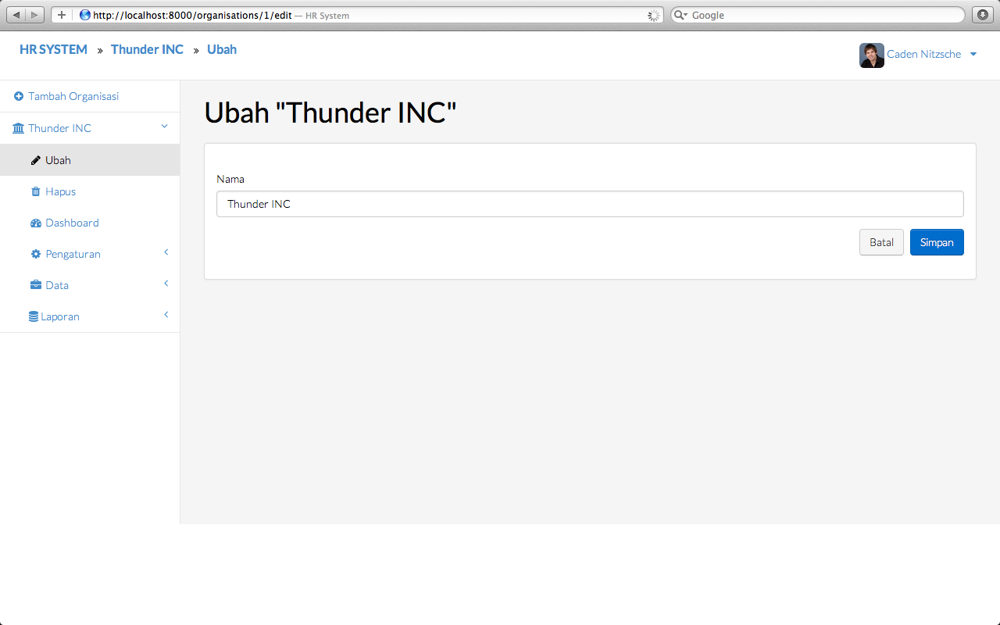 http://localhost:8000/organisations/1/edit — HR System
Google
HR SYSTEM » Thunder INC » Ubah
Caden Nitzsche
Tambah Organisasi
Thunder INC
Ubah
Hapus
Dashboard
Pengaturan
Data
Laporan
Ubah "Thunder INC"
Nama
Thunder INC
Batal Simpan